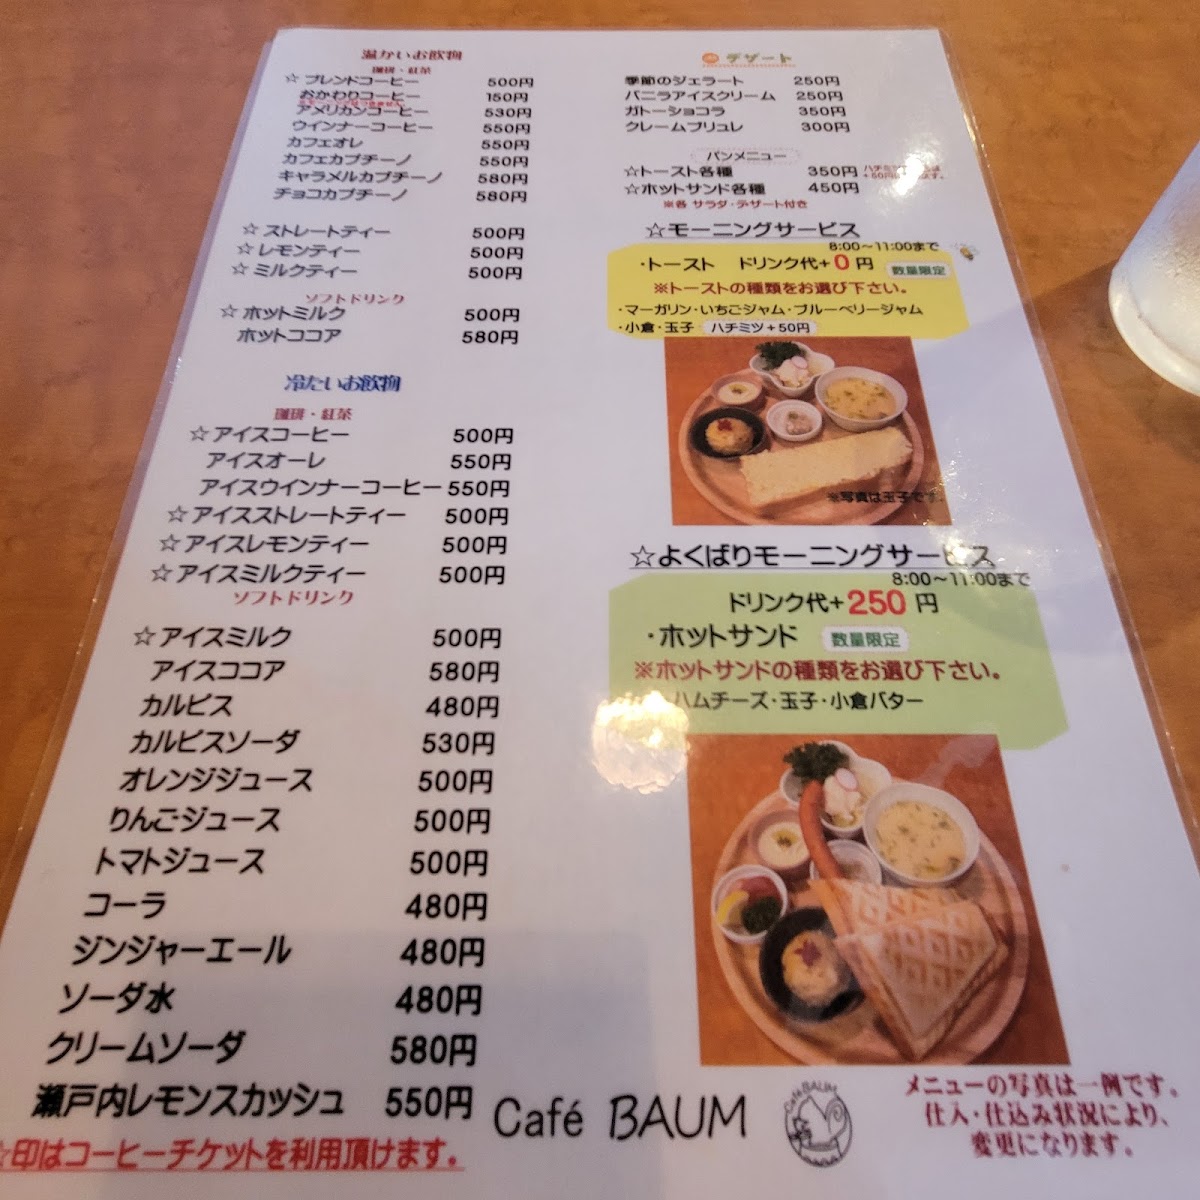 温かいお飲物
珈琲・紅茶
☆ ブレンドコーヒー 500円
おかわりコーヒー 150円
アメリカンコーヒー 530円
ウインナーコーヒー 550円
カフェオレ 550円
カフェカプチーノ 550円
キャラメルカプチーノ 580円
チョコカプチーノ 580円
☆ ストレートティー 500円
☆ レモンティー 500円
☆ ミルクティー 500円
ソフトドリンク
☆ ホットミルク 500円
ホットココア 580円
冷たいお飲物
珈琲・紅茶
☆ アイスコーヒー 500円
アイスオーレ 550円
アイスウインナーコーヒー 550円
☆ アイスストレートティー 500円
☆ アイスレモンティー 500円
☆ アイスミルクティー 500円
ソフトドリンク
☆ アイスミルク 500円
アイスココア 580円
カルピス 480円
カルピスソーダ 530円
オレンジジュース 500円
りんごジュース 500円
トマトジュース 500円
コーラ 480円
ジンジャーエール 480円
ソーダ水 480円
クリームソーダ 580円
瀬戸内レモンスカッシュ 550円
☆印はコーヒーチケットを利用頂けます。
デザート
季節のジェラート 250円
バニラアイスクリーム 250円
ガトーショコラ 350円
クレームブリュレ 300円
パンメニュー
☆トースト各種 350円
ハチミツ
+50円
☆ホットサンド各種 450円
※各 サラダ・デザート付き
☆モーニングサービス
8:00～11:00まで
・トースト ドリンク代+0円 数量限定
※トーストの種類をお選び下さい。
・マーガリン・いちごジャム・ブルーベリージャム
・小倉・玉子 ハチミツ+50円
※写真は玉子です。
☆よくばりモーニングサービス
8:00～11:00まで
ドリンク代+250円
・ホットサンド 数量限定
※ホットサンドの種類をお選び下さい。
ハムチーズ・玉子・小倉バター
Café BAUM
Café BAUM
メニューの写真は一例です。
仕入・仕込み状況により、
変更になります。